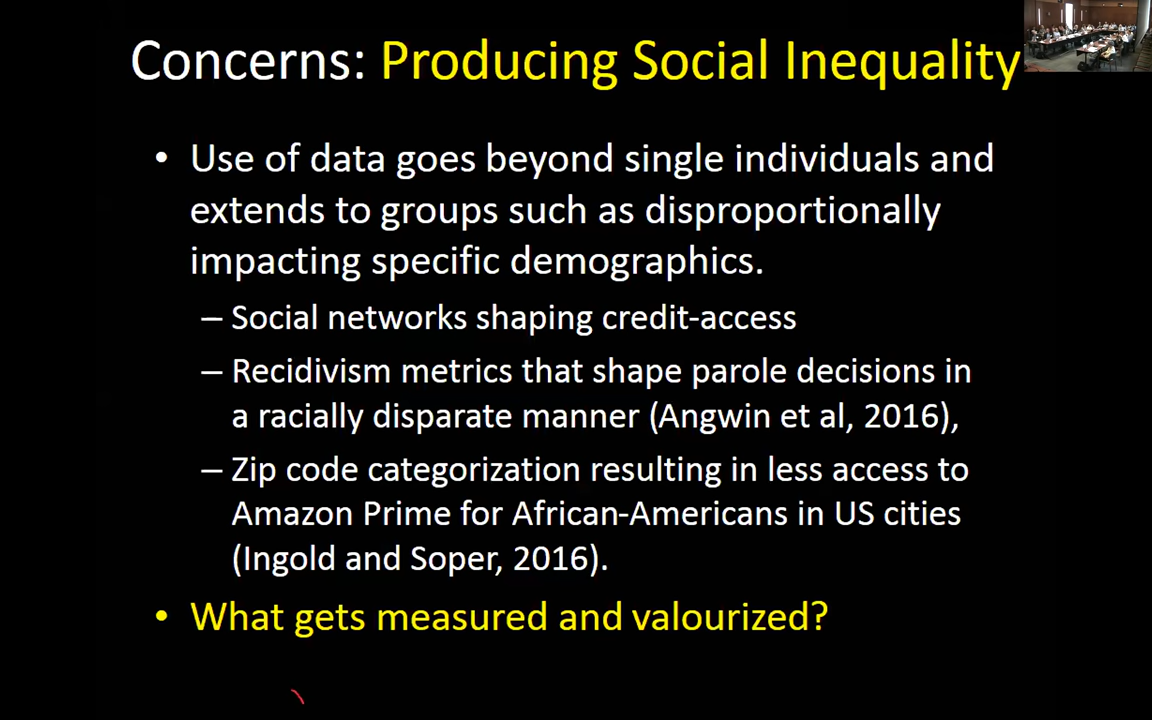 Concerns: Producing Social Inequality
• Use of data goes beyond single individuals and
extends to groups such as disproportionally
impacting specific demographics.
– Social networks shaping credit-access
– Recidivism metrics that shape parole decisions in
a racially disparate manner (Angwin et al, 2016),
– Zip code categorization resulting in less access to
Amazon Prime for African-Americans in US cities
(Ingold and Soper, 2016).
• What gets measured and valourized?